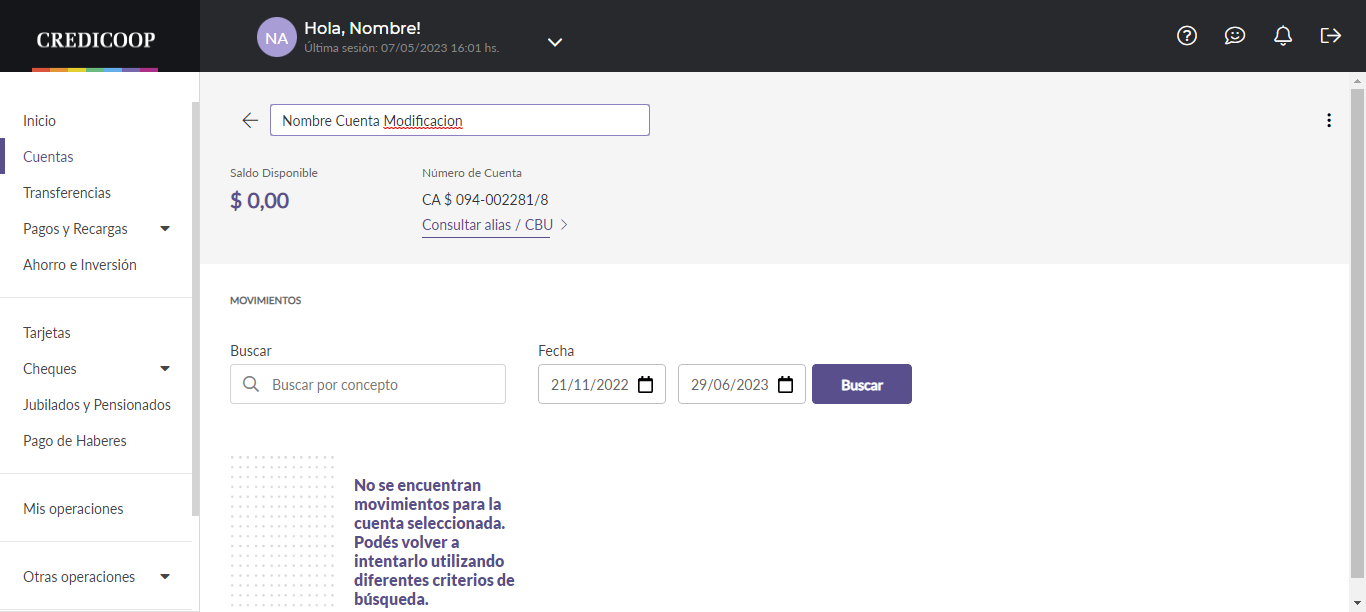 CREDICOOP
NA
Hola, Nombre!
Última sesión: 07/05/2023 16:01 hs.
Inicio
Cuentas
Transferencias
Pagos y Recargas
Ahorro e Inversión
Tarjetas
Cheques
Jubilados y Pensionados
Pago de Haberes
Mis operaciones
Otras operaciones
Nombre Cuenta Modificacion
Saldo Disponible
$ 0,00
Número de Cuenta
CA $ 094-002281/8
Consultar alias / CBU
MOVIMIENTOS
Buscar
Buscar por concepto
Fecha
21/11/2022
29/06/2023
Buscar
No se encuentran
movimientos para la
cuenta seleccionada.
Podés volver a
intentarlo utilizando
diferentes criterios de
búsqueda.